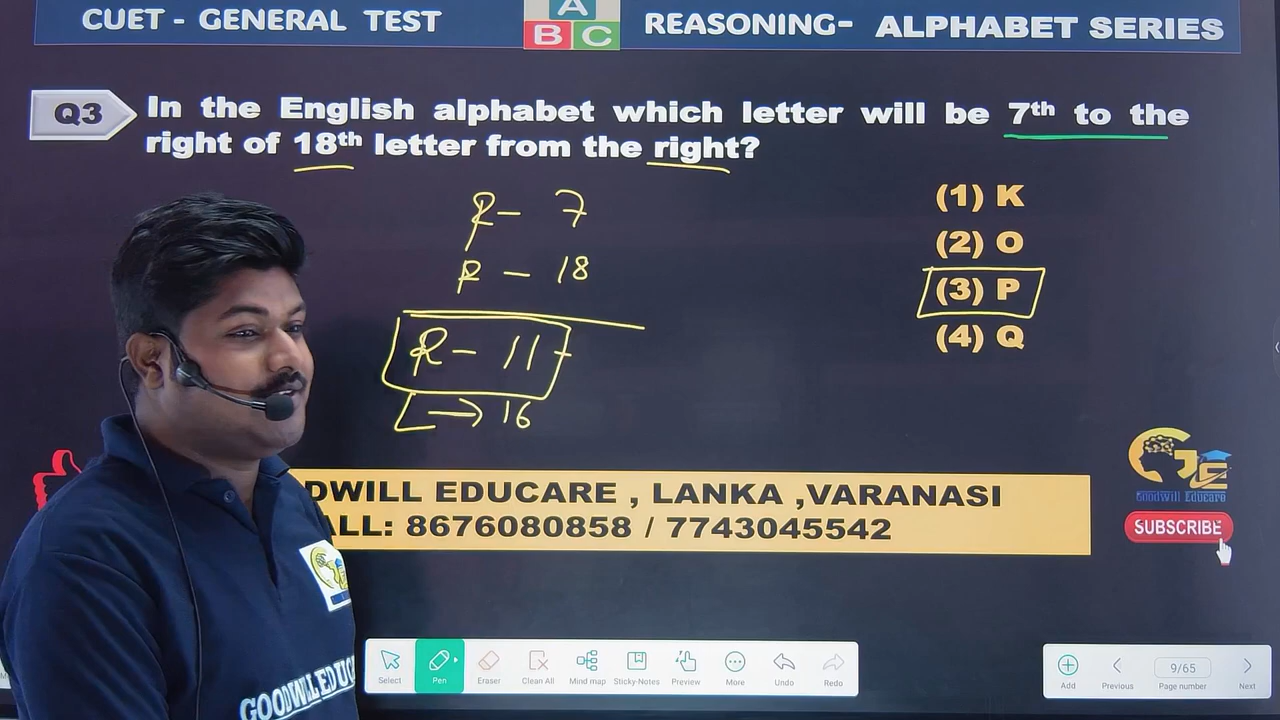 CUET - GENERAL TEST
A
B C
REASONING- ALPHABET SERIES
Q3
In the English alphabet which letter will be 7th to the
right of 18th letter from the right?
R - 7
R - 18
R - 11
→ 16
(1) K
(2) O
(3) P
(4) Q
DWILL EDUCARE , LANKA ,VARANASI
ALL: 8676080858 / 7743045542
GE
Goodwill Educare
SUBSCRIBE
GOODWILL EDUC
Select
Pen
Eraser
Clean All
Mind map
Sticky-Notes
Preview
More
Undo
Redo
Add
Previous
9/65
Page number
Next